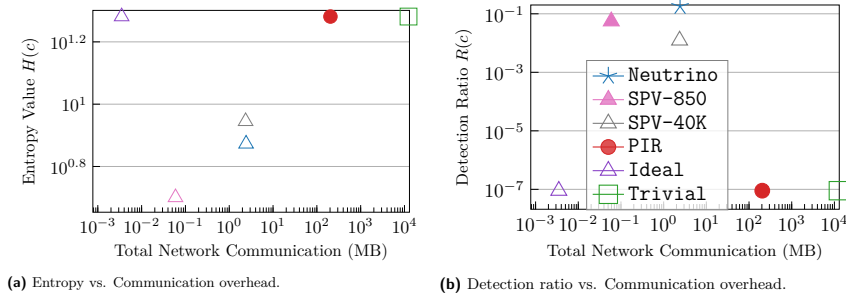 10^1.2
10^1
10^0.8
Entropy Value H(c)
10^−3 10^−2 10^−1 10^0 10^1 10^2 10^3 10^4
Total Network Communication (MB)
(a) Entropy vs. Communication overhead.
10^−1
10^−3
10^−5
10^−7
Detection Ratio R(c)
Neutrino
SPV-850
SPV-40K
PIR
Ideal
Trivial
10^−3 10^−2 10^−1 10^0 10^1 10^2 10^3 10^4
Total Network Communication (MB)
(b) Detection ratio vs. Communication overhead.